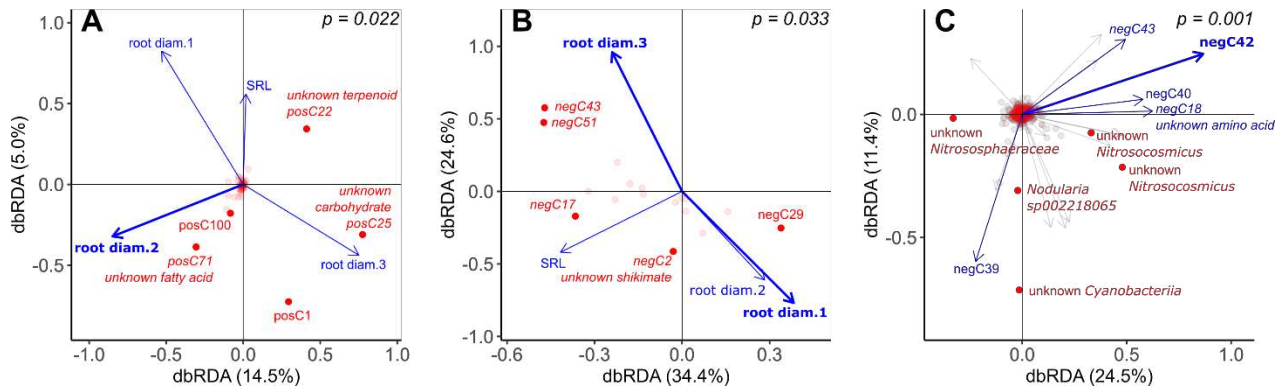 A
p = 0.022
root diam.1
SRL
unknown terpenoid
posC22
unknown
carbohydrate
posC25
posC100
root diam.2
posC71
unknown fatty acid
root diam.3
posC1
1.0
0.5
0.0
-0.5
-1.0
-0.5
0.0
0.5
1.0
dbRDA (5.0%)
dbRDA (14.5%)
B
p = 0.033
root diam.3
negC43
negC51
negC17
negC29
SRL
negC2
unknown shikimate
root diam.2
root diam.1
1.0
0.5
0.0
-0.5
-1.0
-0.6
-0.3
0.0
0.3
dbRDA (24.6%)
dbRDA (34.4%)
C
p = 0.001
negC43
negC42
negC40
negC18
unknown amino acid
unknown
Nitrososphaeraceae
unknown
Nitrosocosmicus
unknown
Nitrosocosmicus
Nodularia
sp002218065
negC39
unknown Cyanobacteriia
0.0
-0.5
0.0
0.5
1.0
dbRDA (11.4%)
dbRDA (24.5%)